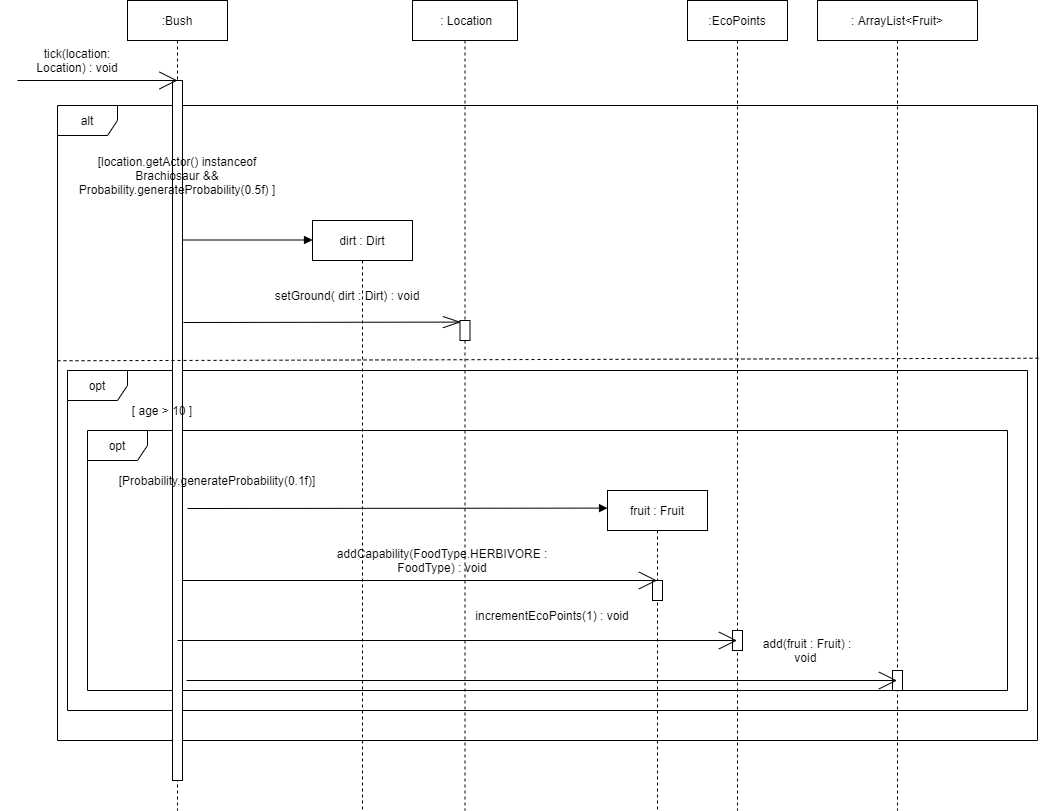 :Bush
: Location
:EcoPoints
: ArrayList<Fruit>
tick(location:
Location) : void
alt
[location.getActor() instanceof
Brachiosaur &&
Probability.generateProbability(0.5f) ]
dirt : Dirt
setGround( dirt : Dirt) : void
opt
[ age > 10 ]
opt
[Probability.generateProbability(0.1f)]
fruit : Fruit
addCapability(FoodType.HERBIVORE :
FoodType) : void
incrementEcoPoints(1) : void
add(fruit : Fruit) :
void